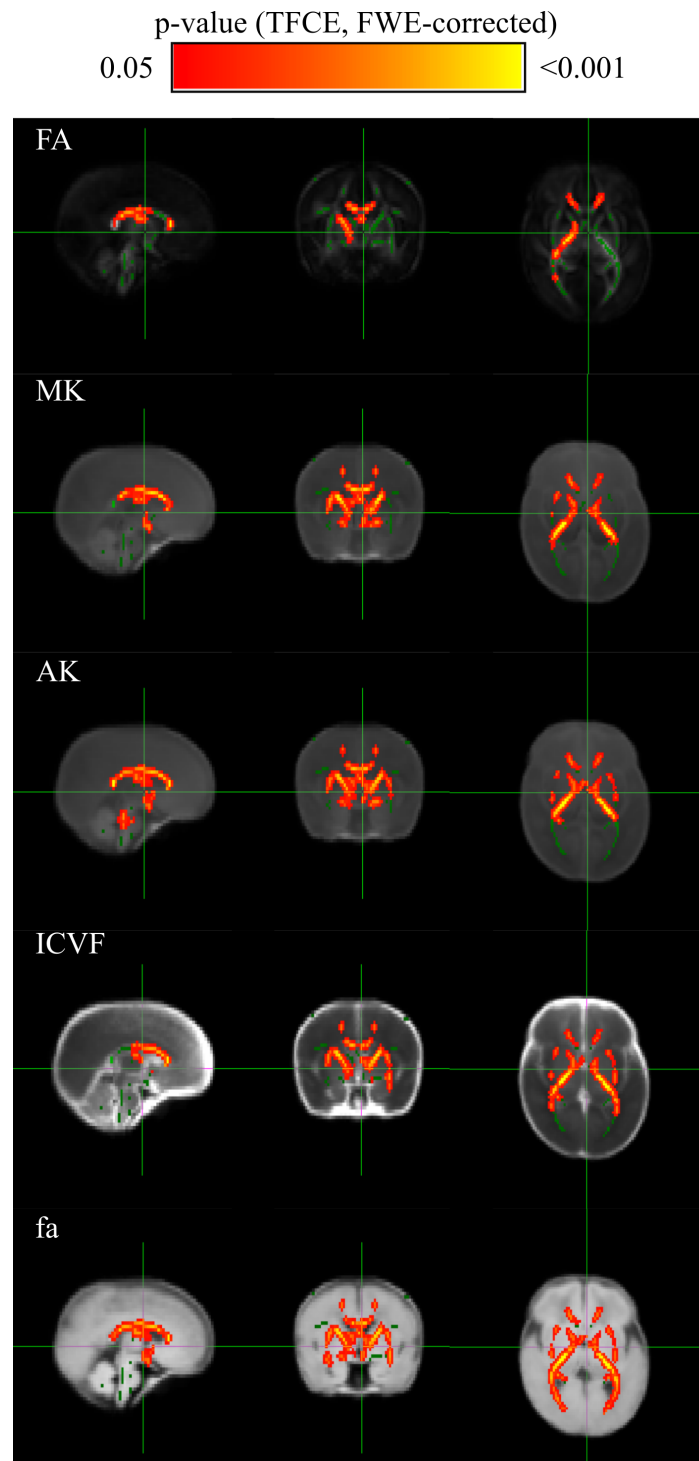 p-value (TFCE, FWE-corrected)
0.05 <0.001
FA
MK
AK
ICVF
fa